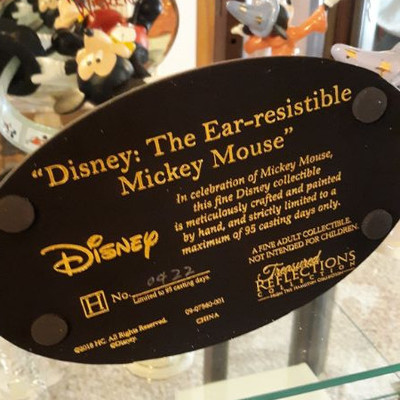 "Disney: The Ear-resistible
Mickey Mouse"
In celebration of Mickey Mouse,
this fine Disney collectible
is meticulously crafted and painted
by hand, and strictly limited to a
maximum of 95 casting days only.
Disney
A FINE ADULT COLLECTIBLE.
NOT INTENDED FOR CHILDREN.
H No. 0422
Limited to 95 casting days
Treasured
REFLECTIONS
COLLECTION
FROM THE HAMILTON COLLECTION
09-07940-001
CHINA
©2018 HC. All Rights Reserved.
©Disney.